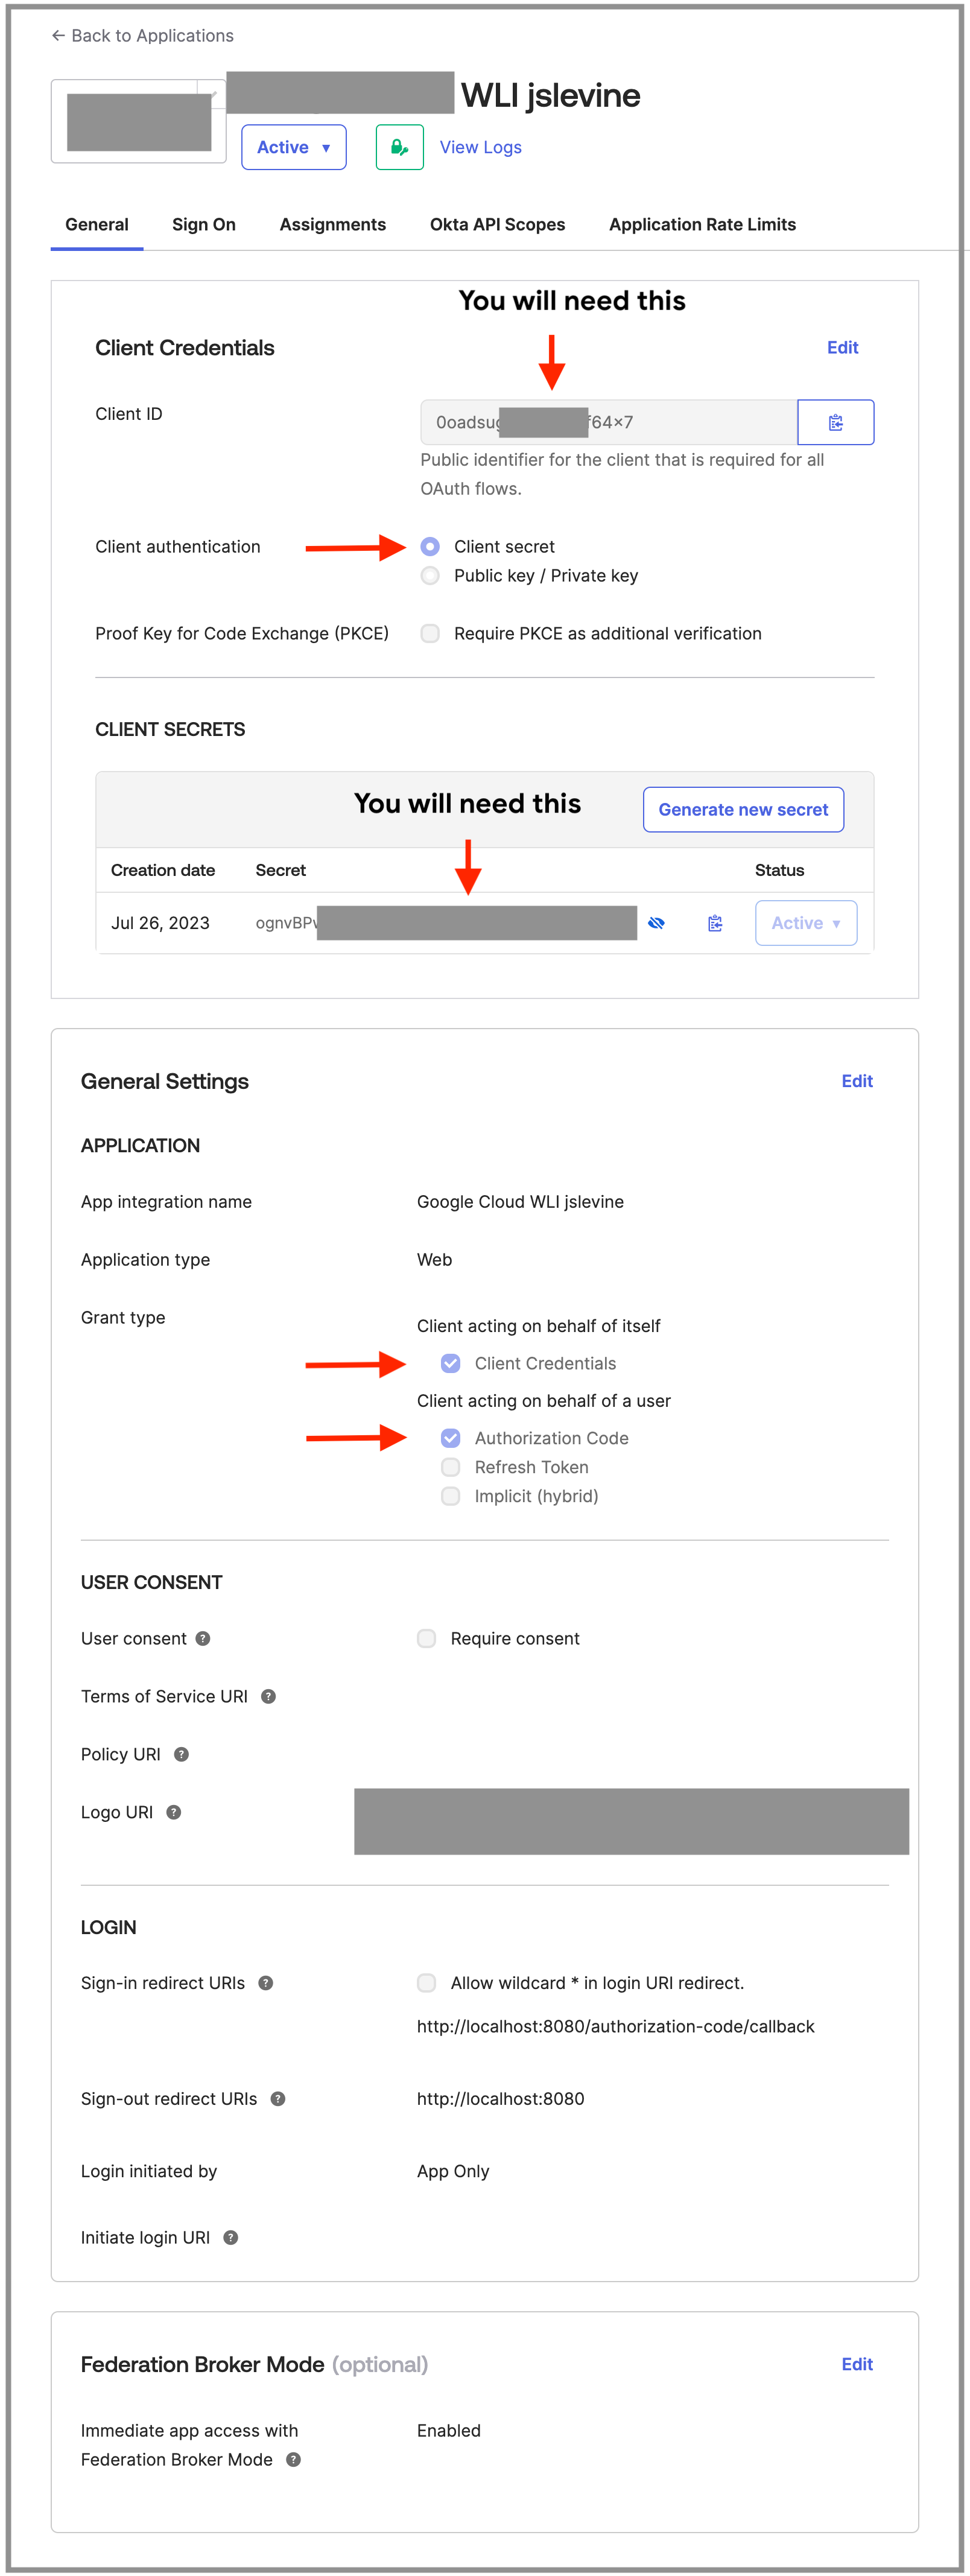 ← Back to Applications
WLI jslevine
Active ▼
View Logs
General Sign On Assignments Okta API Scopes Application Rate Limits
You will need this
Client Credentials Edit
Client ID
0oadsu f64x7
Public identifier for the client that is required for all
OAuth flows.
Client authentication Client secret
Public key / Private key
Proof Key for Code Exchange (PKCE) Require PKCE as additional verification
CLIENT SECRETS
You will need this
Generate new secret
Creation date Secret Status
Jul 26, 2023 ognvBP Active ▼
General Settings Edit
APPLICATION
App integration name Google Cloud WLI jslevine
Application type Web
Grant type
Client acting on behalf of itself
Client Credentials
Client acting on behalf of a user
Authorization Code
Refresh Token
Implicit (hybrid)
USER CONSENT
User consent ? Require consent
Terms of Service URI ?
Policy URI ?
Logo URI ?
LOGIN
Sign-in redirect URIs ? Allow wildcard * in login URI redirect.
http://localhost:8080/authorization-code/callback
Sign-out redirect URIs ? http://localhost:8080
Login initiated by App Only
Initiate login URI ?
Federation Broker Mode (optional) Edit
Immediate app access with Enabled
Federation Broker Mode ?